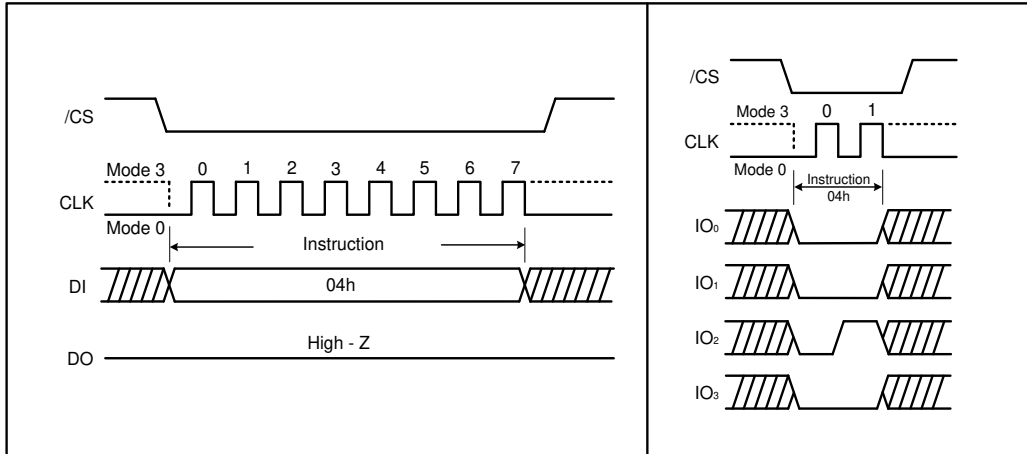 /CS
Mode 3 0 1 2 3 4 5 6 7
CLK
Mode 0
Instruction
DI 04h
High - Z
DO
/CS
Mode 3 0 1
CLK
Mode 0
Instruction
04h
IO₀
IO₁
IO₂
IO₃